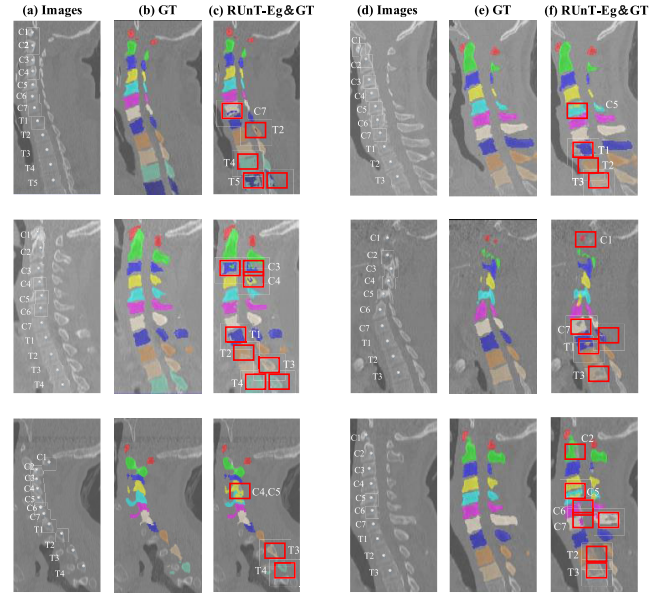 (a) Images (b) GT (c) RUnT-Eg&GT (d) Images (e) GT (f) RUnT-Eg&GT
C1
C2
C3
C4
C5
C6
C7
T1
T2
T3
T4
T5
C7
T2
T4
T5
C1
C2
C3
C4
C5
C6
C7
T1
T2
T3
C5
T1
T2
T3
C1
C2
C3
C4
C5
C6
C7
T1
T2
T3
T4
C3
C4
T1
T2
T3
T4
C1
C2
C3
C4
C5
C6
C7
T1
T2
T3
C1
C7
T1
T3
C1
C2
C3
C4
C5
C6
C7
T1
T2
T3
T4
C4,C5
T3
T4
C1
C2
C3
C4
C5
C6
C7
T1
T2
T3
C2
C5
C6
C7
T2
T3